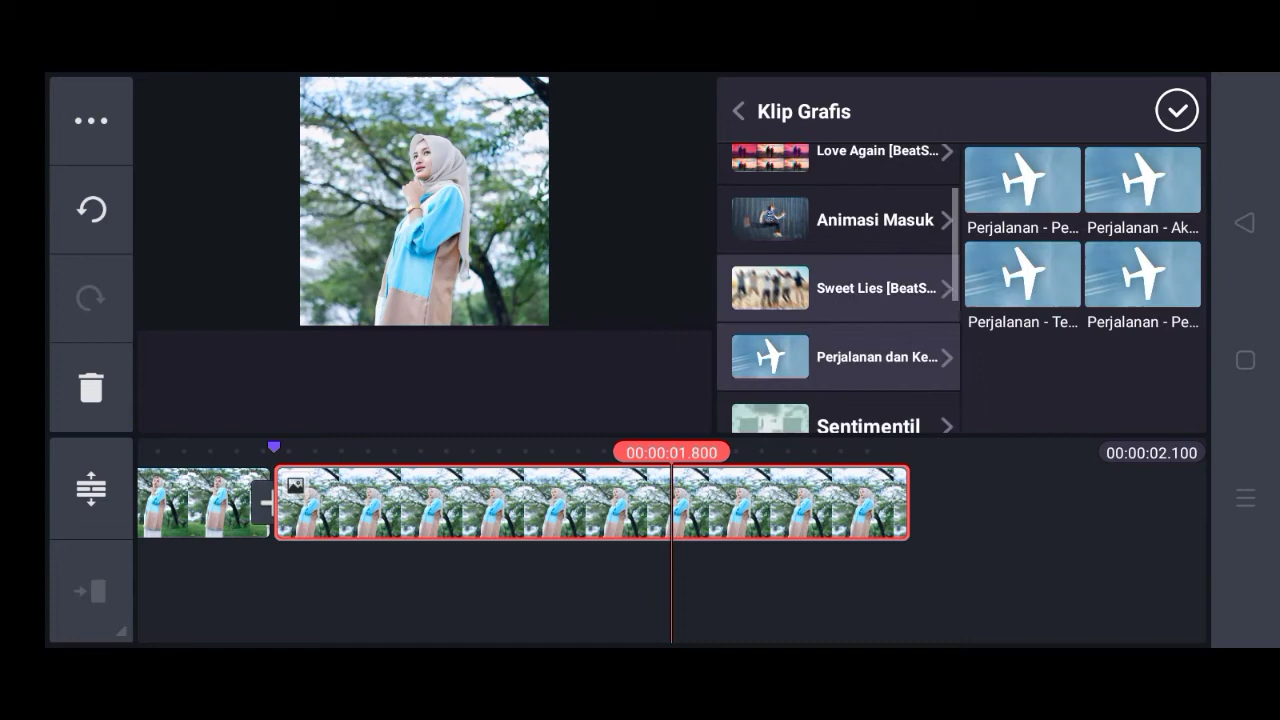 Klip Grafis
Love Again [BeatS...
Animasi Masuk
Sweet Lies [BeatS...
Perjalanan dan Ke...
Sentimentil
Perjalanan - Pe...
Perjalanan - Ak...
Perjalanan - Te...
Perjalanan - Pe...
00:00:01.800
00:00:02.100